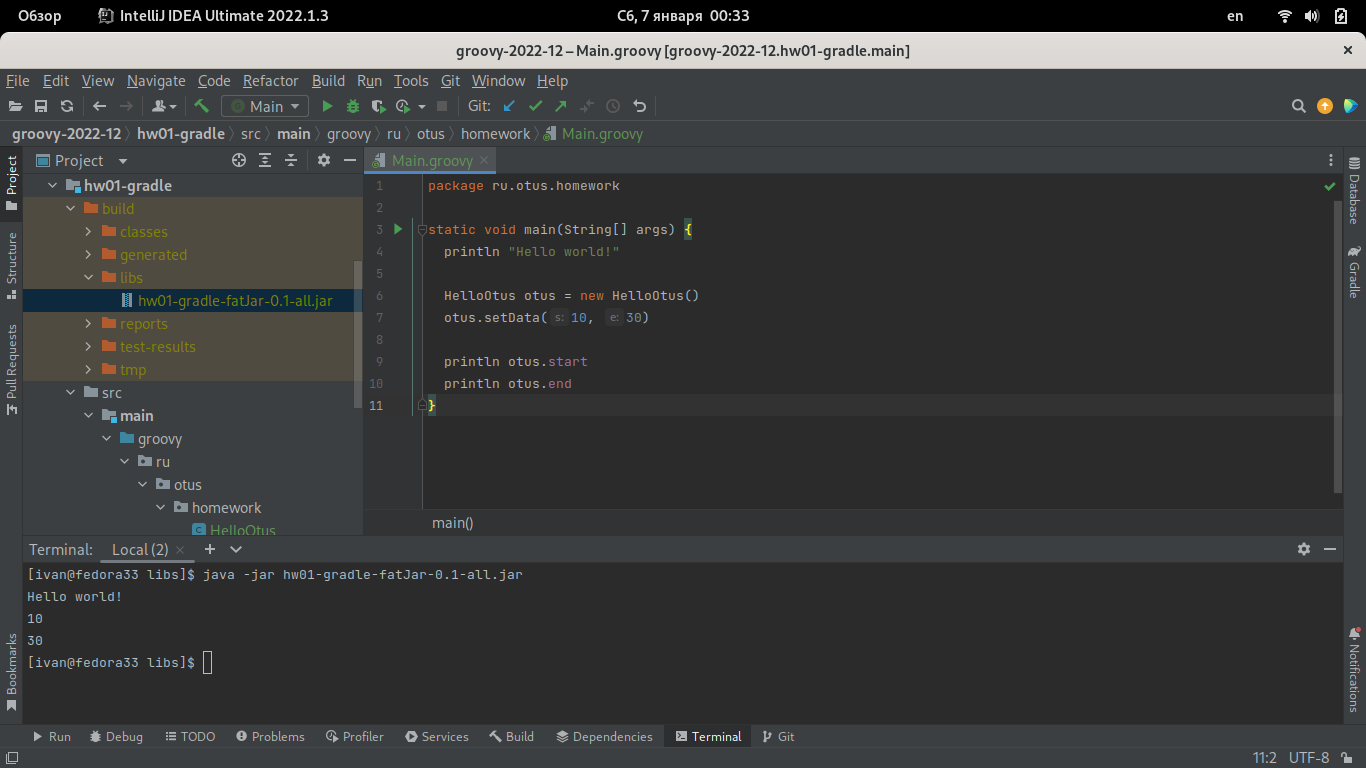 Обзор IntelliJ IDEA Ultimate 2022.1.3 Сб, 7 января 00:33 en
groovy-2022-12 – Main.groovy [groovy-2022-12.hw01-gradle.main]
File Edit View Navigate Code Refactor Build Run Tools Git Window Help
Main Git:
groovy-2022-12 hw01-gradle src main groovy ru otus homework Main.groovy
Project
Structure
Pull Requests
Bookmarks
Project
hw01-gradle
build
classes
generated
libs
hw01-gradle-fatJar-0.1-all.jar
reports
test-results
tmp
src
main
groovy
ru
otus
homework
HelloOtus
Main.groovy
1 package ru.otus.homework
2
3 static void main(String[] args) {
4 println "Hello world!"
5
6 HelloOtus otus = new HelloOtus()
7 otus.setData( s: 10, e: 30)
8
9 println otus.start
10 println otus.end
11 }
main()
Database
Gradle
Notifications
Terminal: Local (2)
[ivan@fedora33 libs]$ java -jar hw01-gradle-fatJar-0.1-all.jar
Hello world!
10
30
[ivan@fedora33 libs]$
Run Debug TODO Problems Profiler Services Build Dependencies Terminal Git
11:2 UTF-8